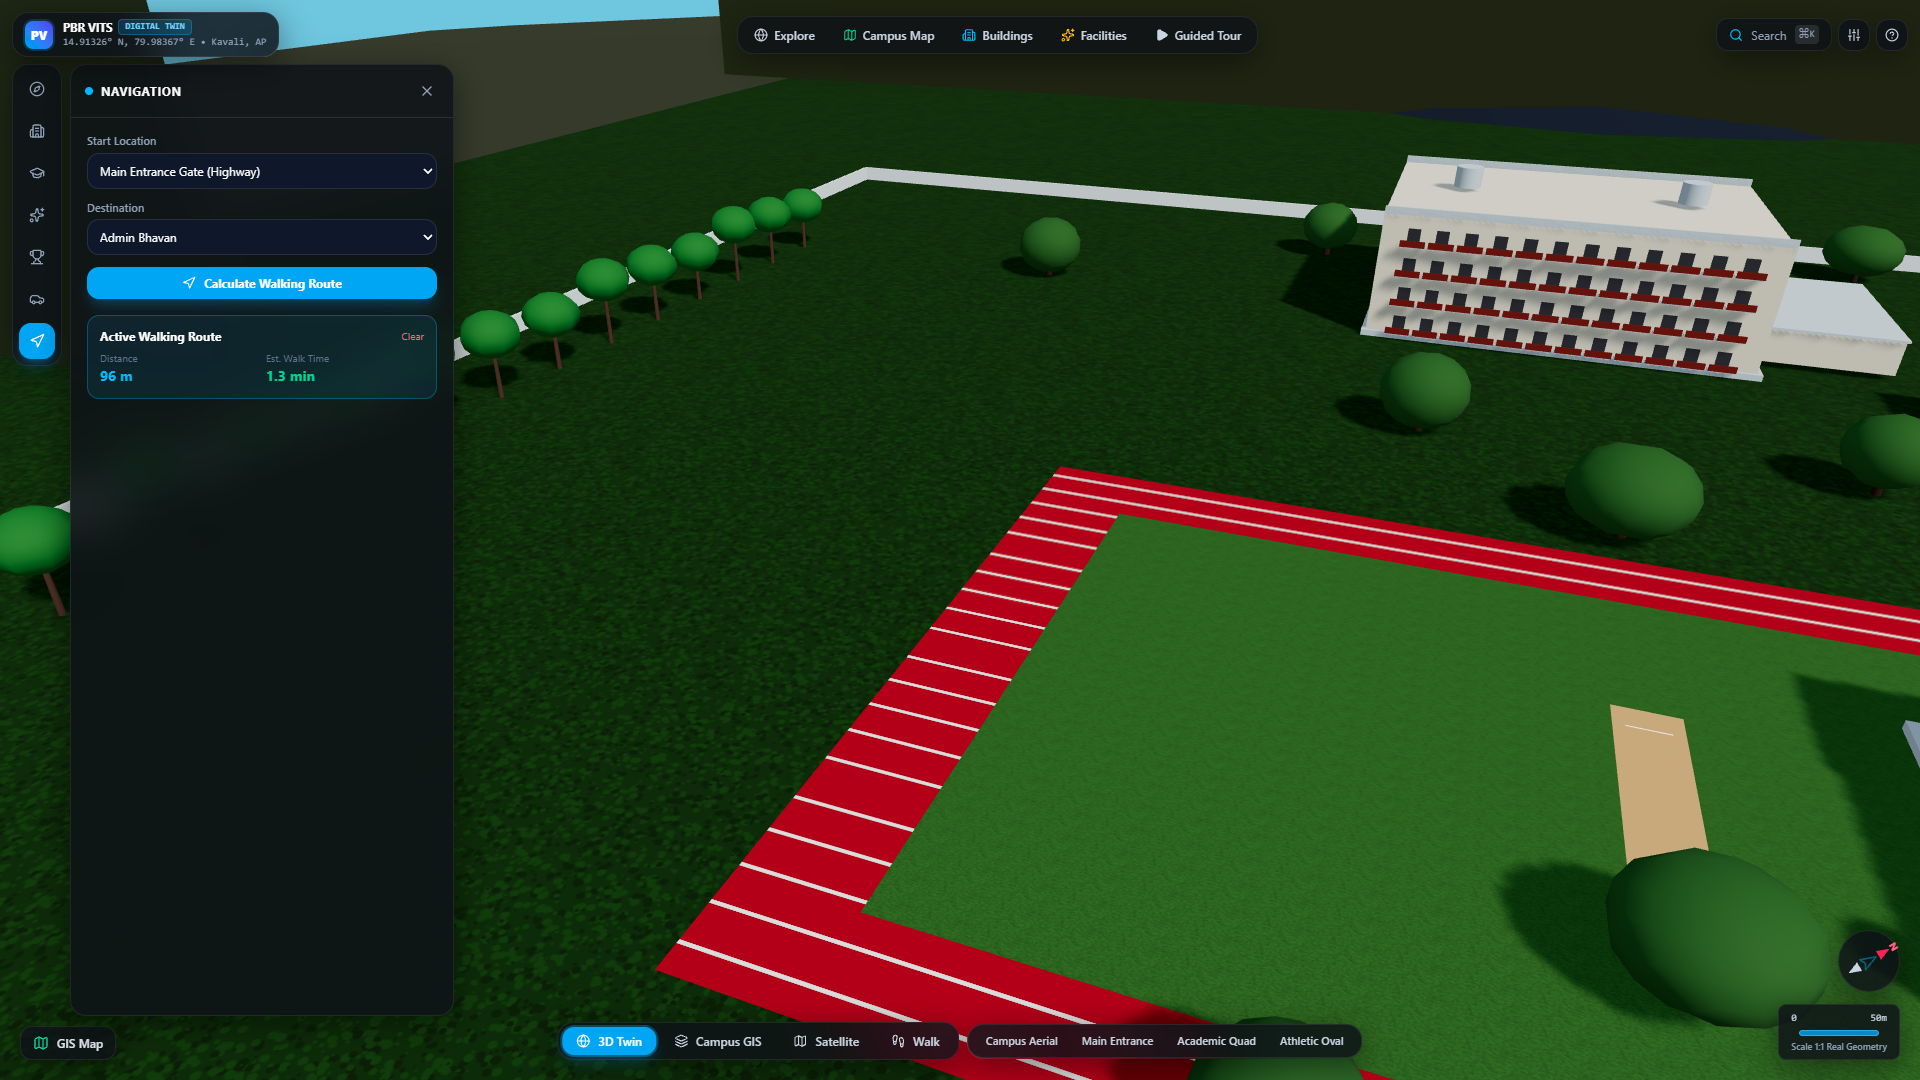 PV
PBR VITS DIGITAL TWIN
14.91326° N, 79.98367° E • Kavali, AP
Explore
Campus Map
Buildings
Facilities
Guided Tour
Search ⌘K
NAVIGATION
Start Location
Main Entrance Gate (Highway)
Destination
Admin Bhavan
Calculate Walking Route
Active Walking Route
Clear
Distance
Est. Walk Time
96 m
1.3 min
N
0 50m
Scale 1:1 Real Geometry
GIS Map
3D Twin
Campus GIS
Satellite
Walk
Campus Aerial
Main Entrance
Academic Quad
Athletic Oval